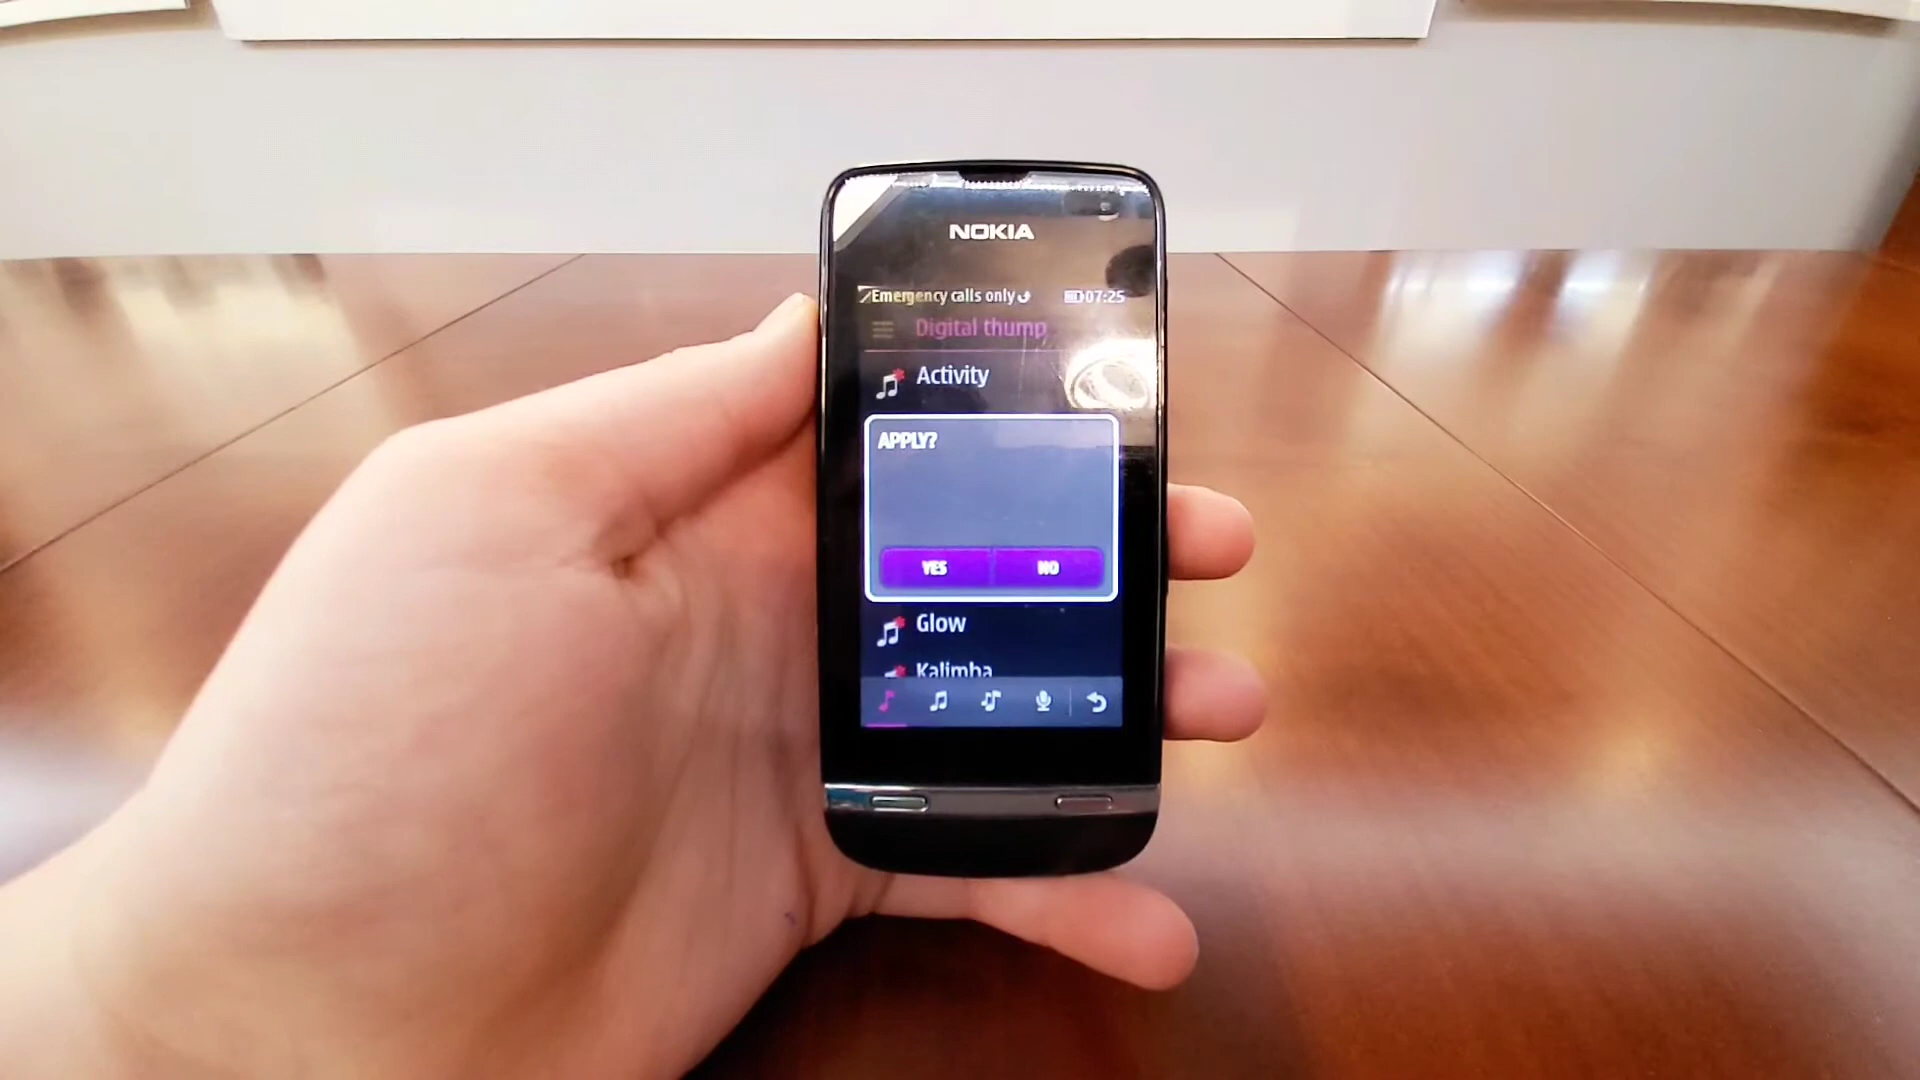 NOKIA
Emergency calls only 07:25
Digital thump
Activity
APPLY?
YES NO
Glow
Kalimba